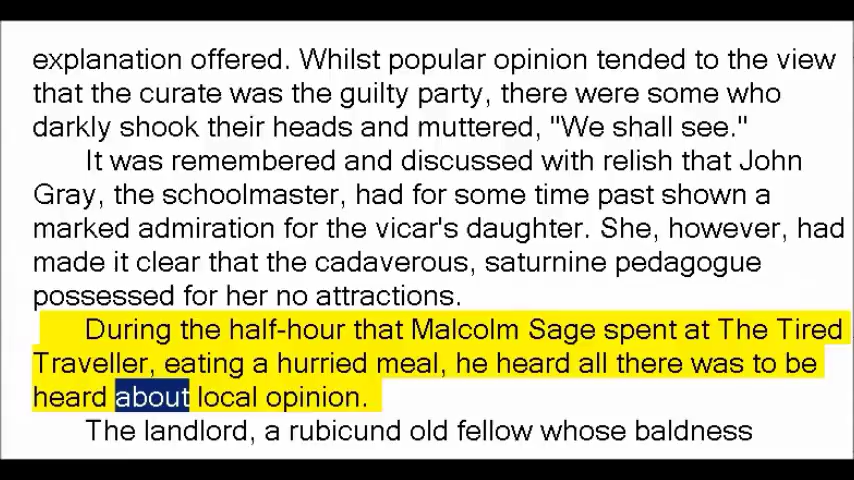 explanation offered. Whilst popular opinion tended to the view
that the curate was the guilty party, there were some who
darkly shook their heads and muttered, "We shall see."
It was remembered and discussed with relish that John
Gray, the schoolmaster, had for some time past shown a
marked admiration for the vicar's daughter. She, however, had
made it clear that the cadaverous, saturnine pedagogue
possessed for her no attractions.
During the half-hour that Malcolm Sage spent at The Tired
Traveller, eating a hurried meal, he heard all there was to be
heard about local opinion.
The landlord, a rubicund old fellow whose baldness